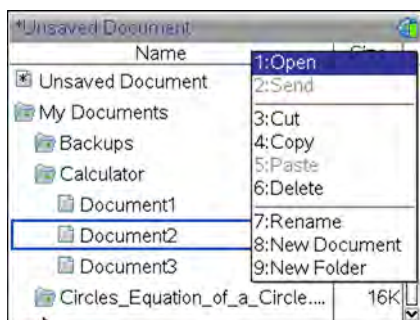 *Unsaved Document
Name
Unsaved Document
My Documents
Backups
Calculator
Document1
Document2
Document3
Circles_Equation_of_a_Circle.... 16K
1:Open
2:Send
3:Cut
4:Copy
5:Paste
6:Delete
7:Rename
8:New Document
9:New Folder